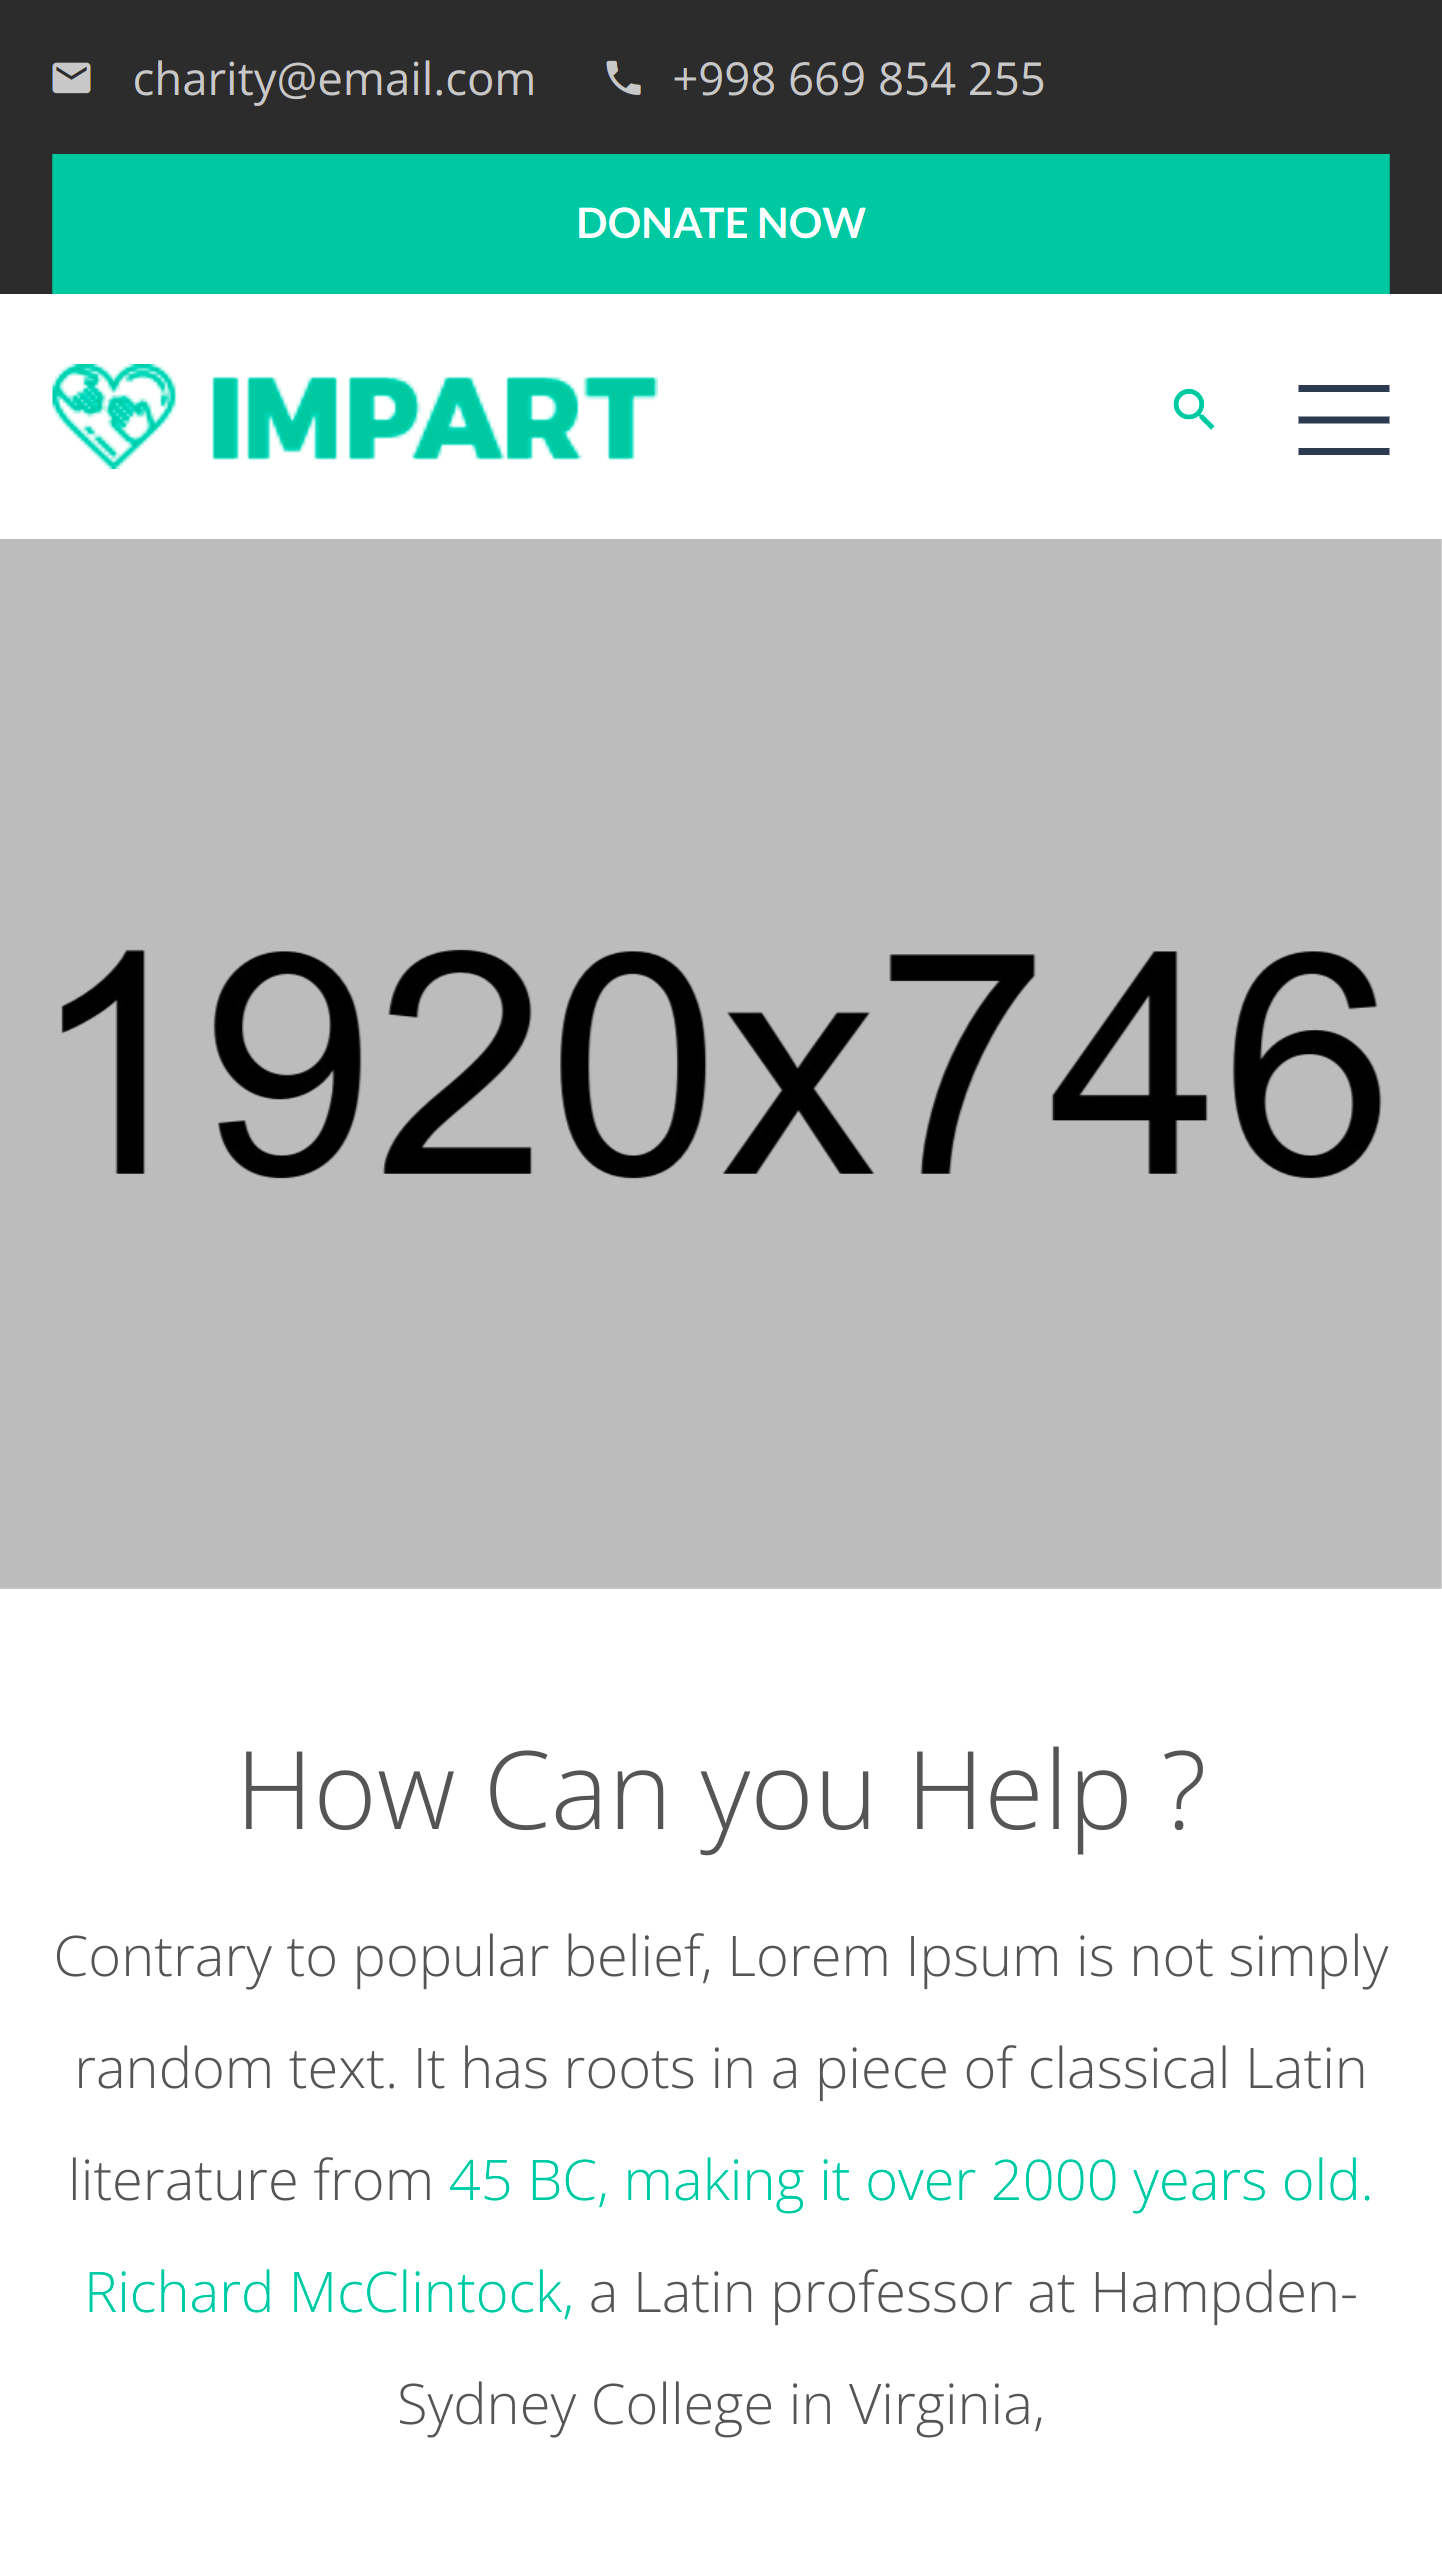 charity@email.com +998 669 854 255
DONATE NOW
IMPART
1920x746
How Can you Help ?
Contrary to popular belief, Lorem Ipsum is not simply
random text. It has roots in a piece of classical Latin
literature from 45 BC, making it over 2000 years old.
Richard McClintock, a Latin professor at Hampden-
Sydney College in Virginia,